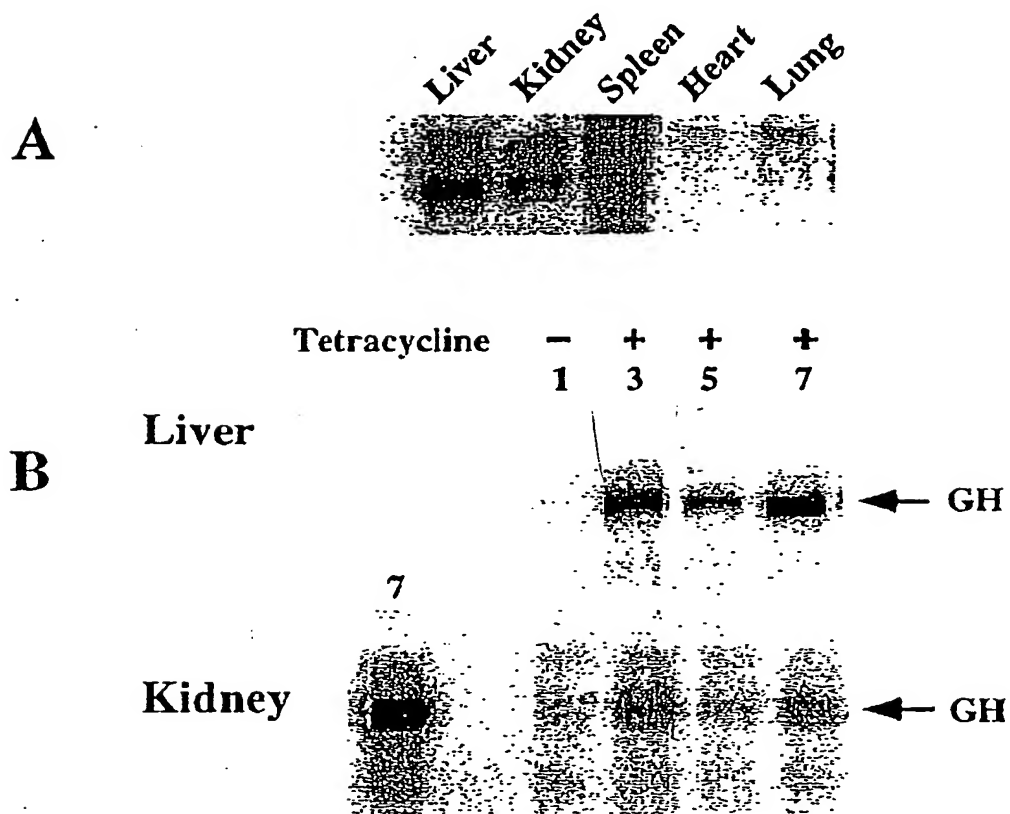 Liver Kidney Spleen Heart Lung
A
Tetracycline − + + +
1 3 5 7
Liver
B
GH
7
Kidney
GH